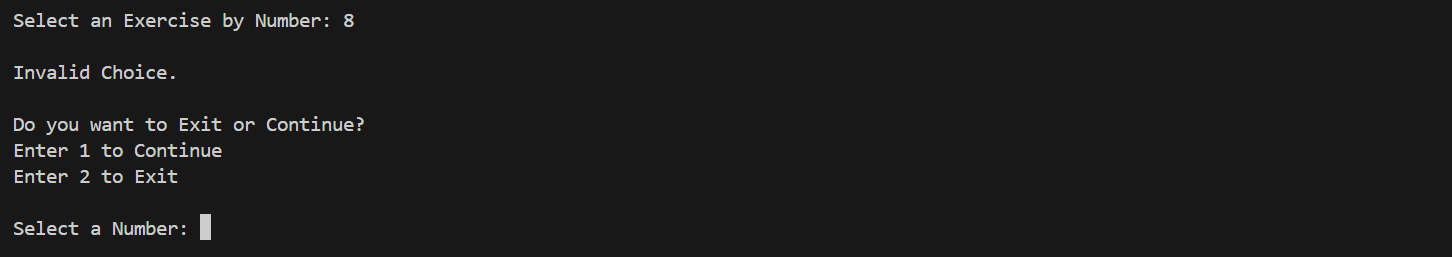 Select an Exercise by Number: 8
Invalid Choice.
Do you want to Exit or Continue?
Enter 1 to Continue
Enter 2 to Exit
Select a Number: